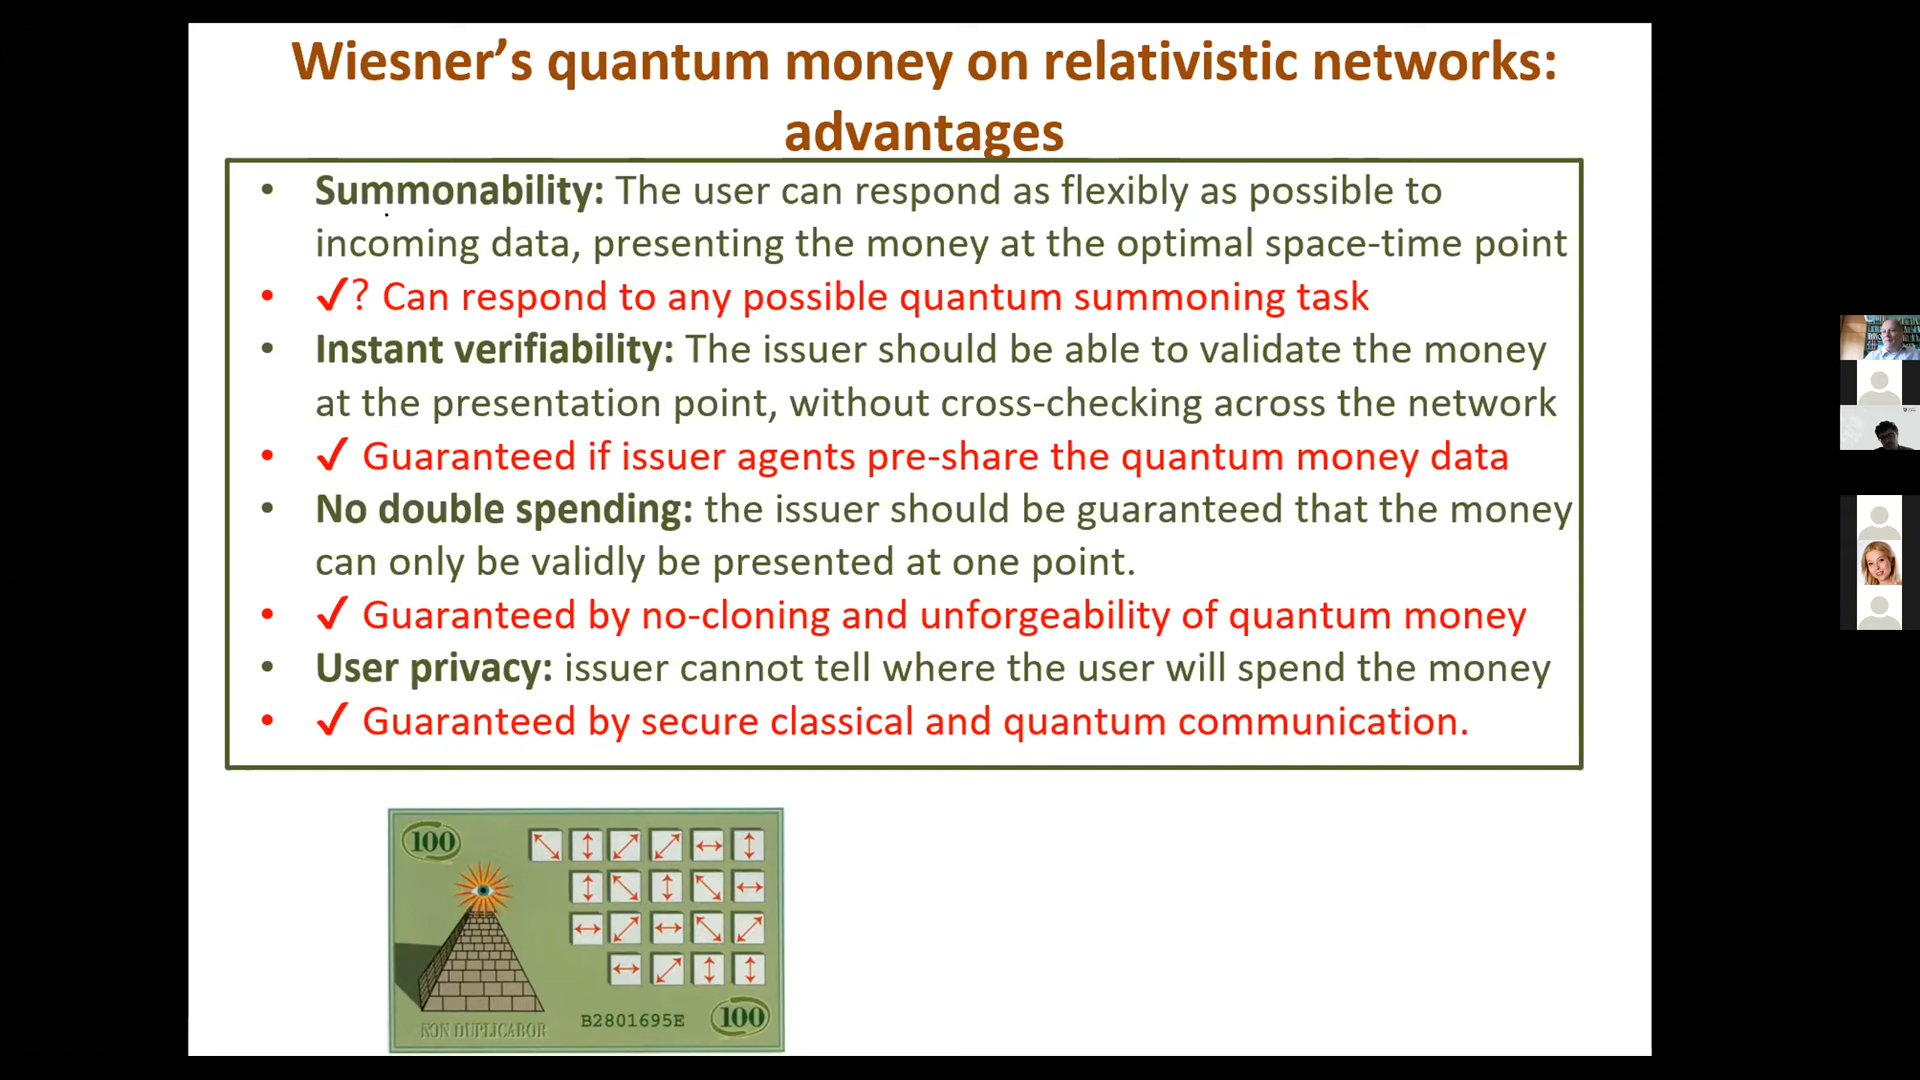 Wiesner’s quantum money on relativistic networks:
advantages
• Summonability: The user can respond as flexibly as possible to
incoming data, presenting the money at the optimal space-time point
• ✓? Can respond to any possible quantum summoning task
• Instant verifiability: The issuer should be able to validate the money
at the presentation point, without cross-checking across the network
• ✓ Guaranteed if issuer agents pre-share the quantum money data
• No double spending: the issuer should be guaranteed that the money
can only be validly be presented at one point.
• ✓ Guaranteed by no-cloning and unforgeability of quantum money
• User privacy: issuer cannot tell where the user will spend the money
• ✓ Guaranteed by secure classical and quantum communication.
100
NON DUPLICABOR
B2801695E
100